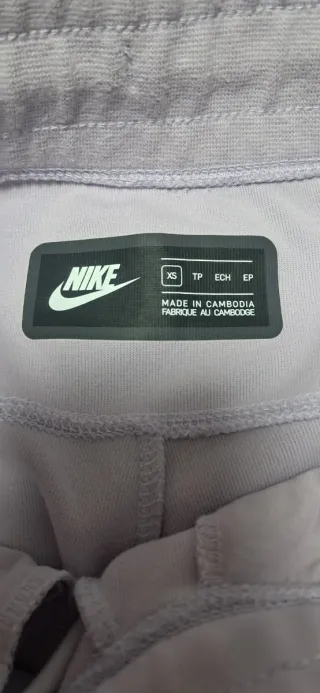 NIKE
XS TP ECH EP
MADE IN CAMBODIA
FABRIQUE AU CAMBODGE